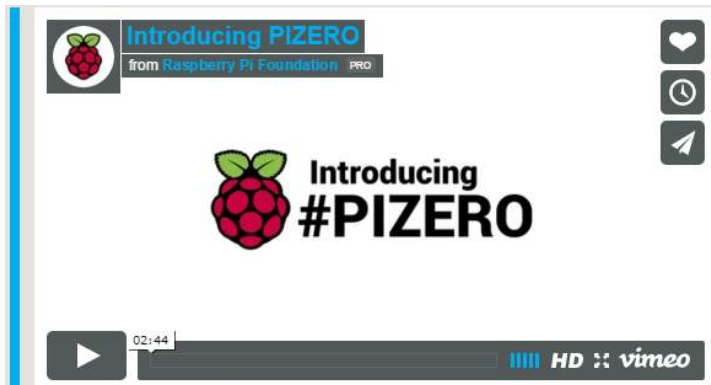 Introducing PIZERO
from Raspberry Pi Foundation PRO
Introducing
#PIZERO
02:44
HD vimeo